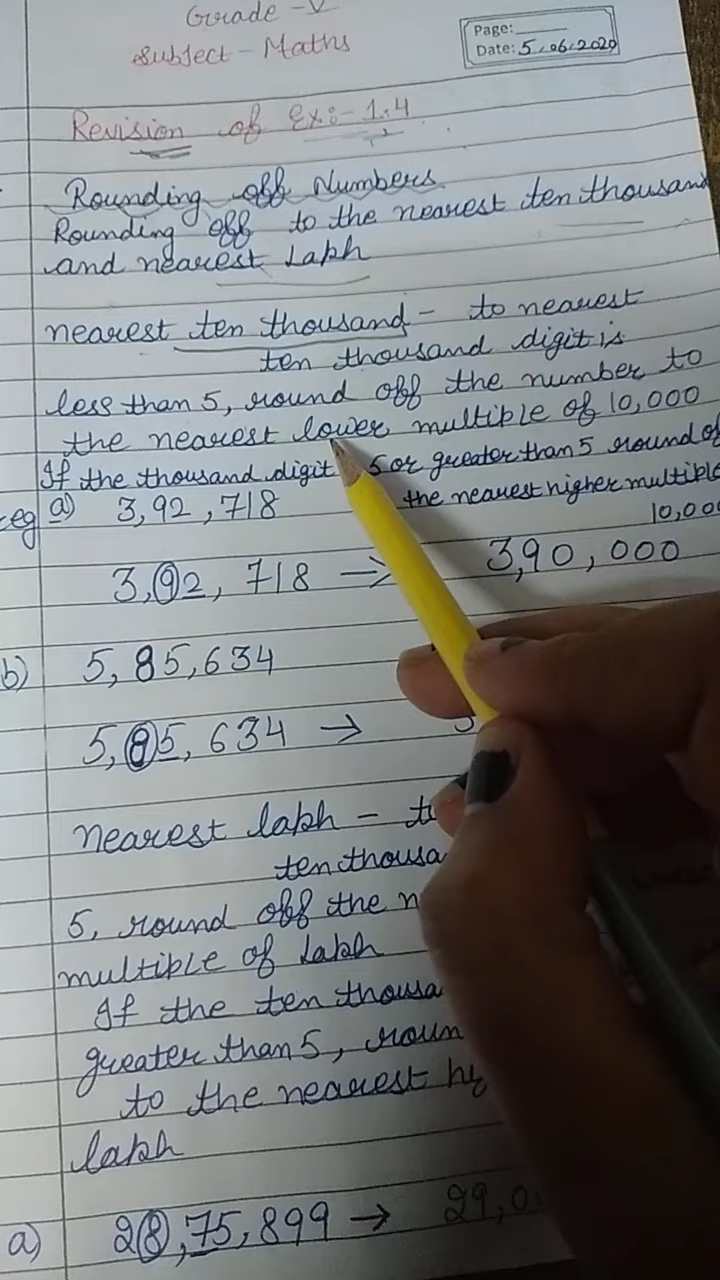 Grade - V
Subject - Maths
Page:
Date: 5.06.2020
Revision of Ex:- 1.4
Rounding off Numbers
Rounding off to the nearest ten thousand
and nearest Lakh
nearest ten thousand - to nearest
ten thousand digit is
less than 5, round off the number to
the nearest lower multiple of 10,000
If the thousand digit 5 or greater than 5 round of
the nearest higher multiple
10,000
eg a) 3,92,718
3,92,718 → 3,90,000
b) 5,85,634
5,85,634 →
nearest lakh -
ten
5, round off the
multiple of Lakh
If the ten
greater than 5,
to the nearest
lakh
a) 28,75,899 →